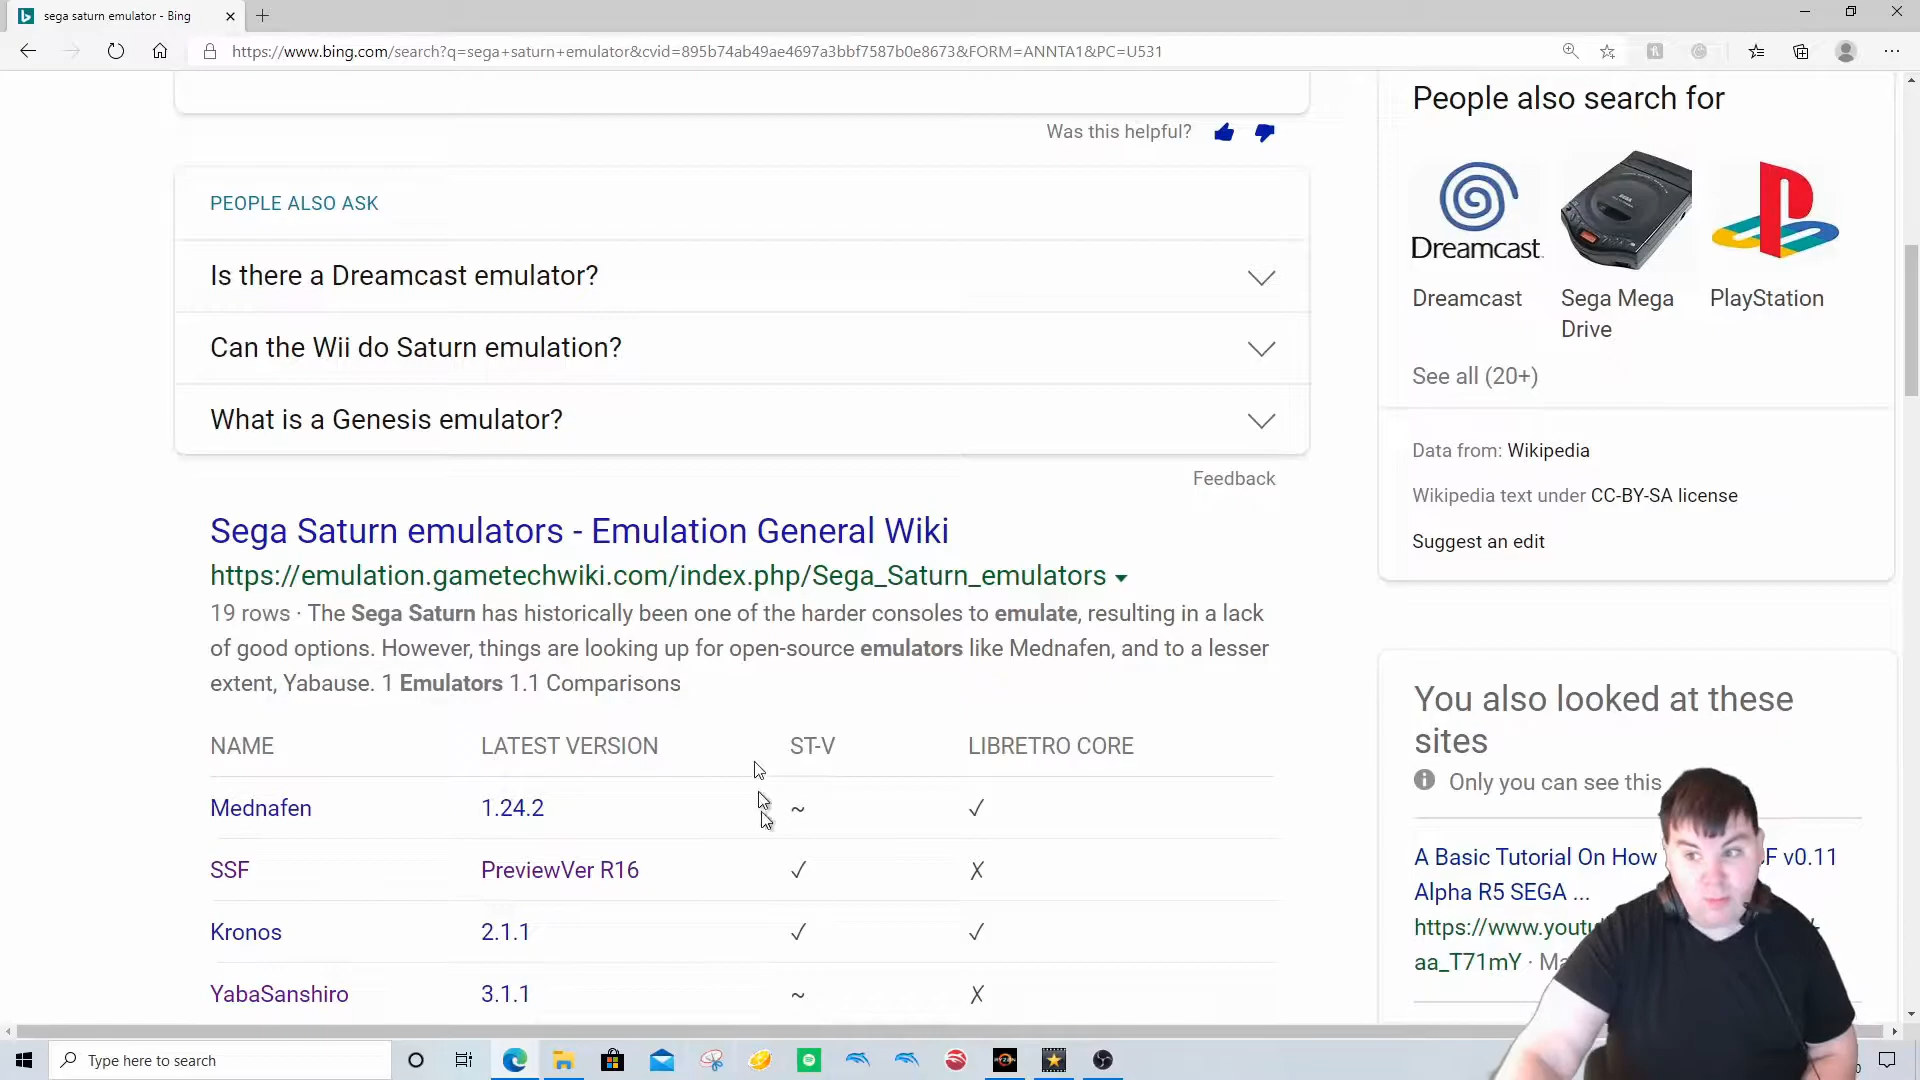 sega saturn emulator - Bing
https://www.bing.com/search?q=sega+saturn+emulator&cvid=895b74ab49ae4697a3bbf7587b0e8673&FORM=ANNTA1&PC=U531
Was this helpful?
PEOPLE ALSO ASK
Is there a Dreamcast emulator?
Can the Wii do Saturn emulation?
What is a Genesis emulator?
Feedback
Sega Saturn emulators - Emulation General Wiki
https://emulation.gametechwiki.com/index.php/Sega_Saturn_emulators
19 rows · The Sega Saturn has historically been one of the harder consoles to emulate, resulting in a lack
of good options. However, things are looking up for open-source emulators like Mednafen, and to a lesser
extent, Yabause. 1 Emulators 1.1 Comparisons
NAME LATEST VERSION ST-V LIBRETRO CORE
Mednafen 1.24.2 ~ ✓
SSF PreviewVer R16 ✓ ✗
Kronos 2.1.1 ✓ ✓
YabaSanshiro 3.1.1 ~ ✗
People also search for
Dreamcast
Dreamcast Sega Mega PlayStation
Drive
See all (20+)
Data from: Wikipedia
Wikipedia text under CC-BY-SA license
Suggest an edit
You also looked at these
sites
Only you can see this
A Basic Tutorial On How F v0.11
Alpha R5 SEGA ...
https://www.youtu
aa_T71mY · Ma
Type here to search
RYZEN